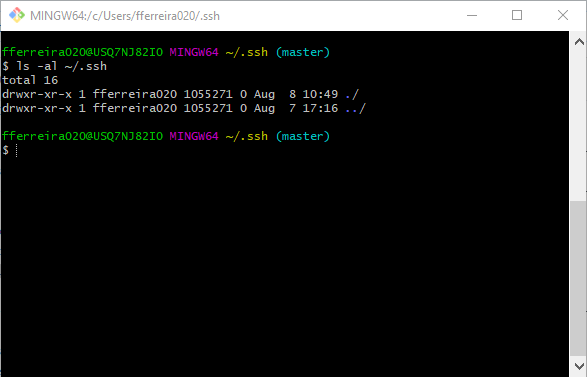 MINGW64:/c/Users/fferreira020/.ssh
fferreira020@USQ7NJ82IO MINGW64 ~/.ssh (master)
$ ls -al ~/.ssh
total 16
drwxr-xr-x 1 fferreira020 1055271 0 Aug  8 10:49 ./
drwxr-xr-x 1 fferreira020 1055271 0 Aug  7 17:16 ../
fferreira020@USQ7NJ82IO MINGW64 ~/.ssh (master)
$